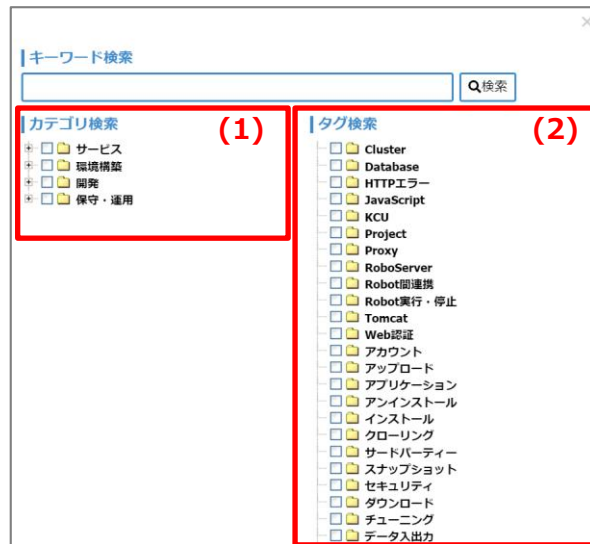 ×
キーワード検索
検索
カテゴリ検索
(1)
サービス
環境構築
開発
保守・運用
タグ検索
(2)
Cluster
Database
HTTPエラー
JavaScript
KCU
Project
Proxy
RoboServer
Robot間連携
Robot実行・停止
Tomcat
Web認証
アカウント
アップロード
アプリケーション
アンインストール
インストール
クローリング
サードパーティー
スナップショット
セキュリティ
ダウンロード
チューニング
データ入出力